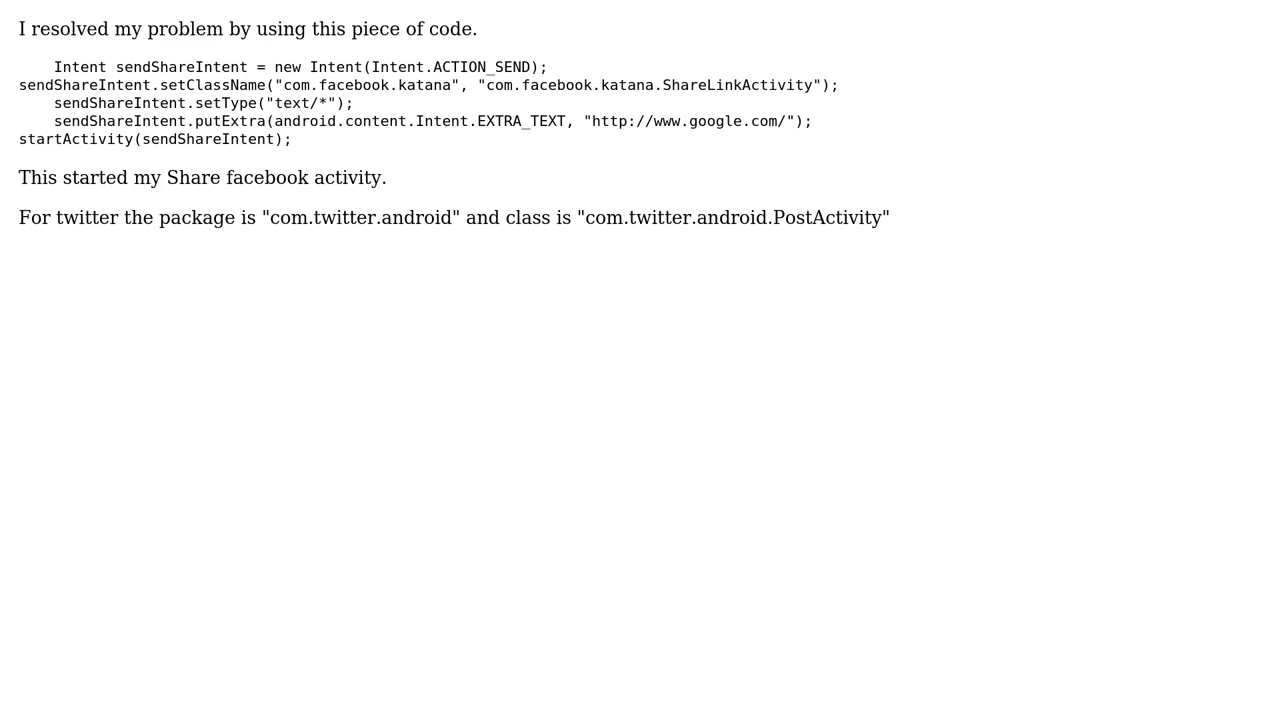 I resolved my problem by using this piece of code.
    Intent sendShareIntent = new Intent(Intent.ACTION_SEND);
sendShareIntent.setClassName("com.facebook.katana", "com.facebook.katana.ShareLinkActivity");
    sendShareIntent.setType("text/*");
    sendShareIntent.putExtra(android.content.Intent.EXTRA_TEXT, "http://www.google.com/");
startActivity(sendShareIntent);
This started my Share facebook activity.
For twitter the package is "com.twitter.android" and class is "com.twitter.android.PostActivity"